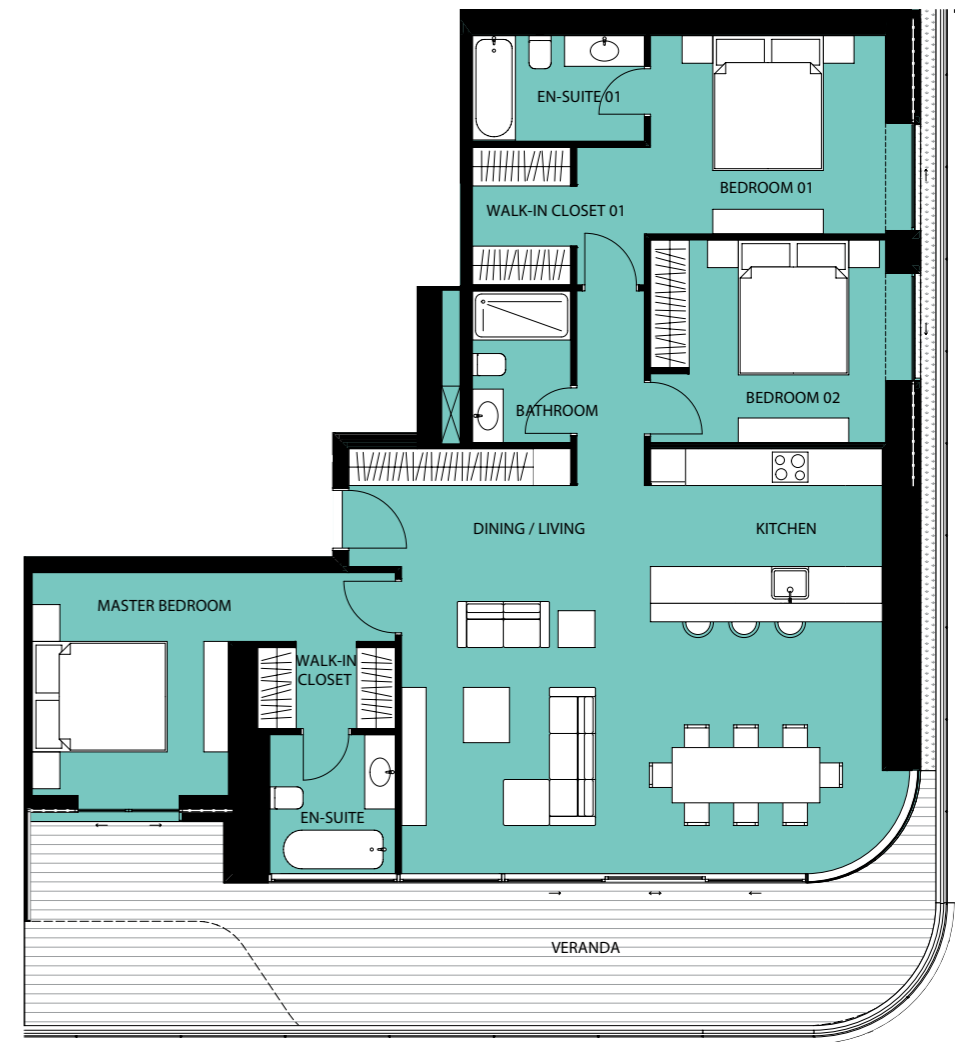 EN-SUITE 01
BEDROOM 01
WALK-IN CLOSET 01
BEDROOM 02
BATHROOM
DINING / LIVING
KITCHEN
MASTER BEDROOM
WALK-IN
CLOSET
EN-SUITE
VERANDA